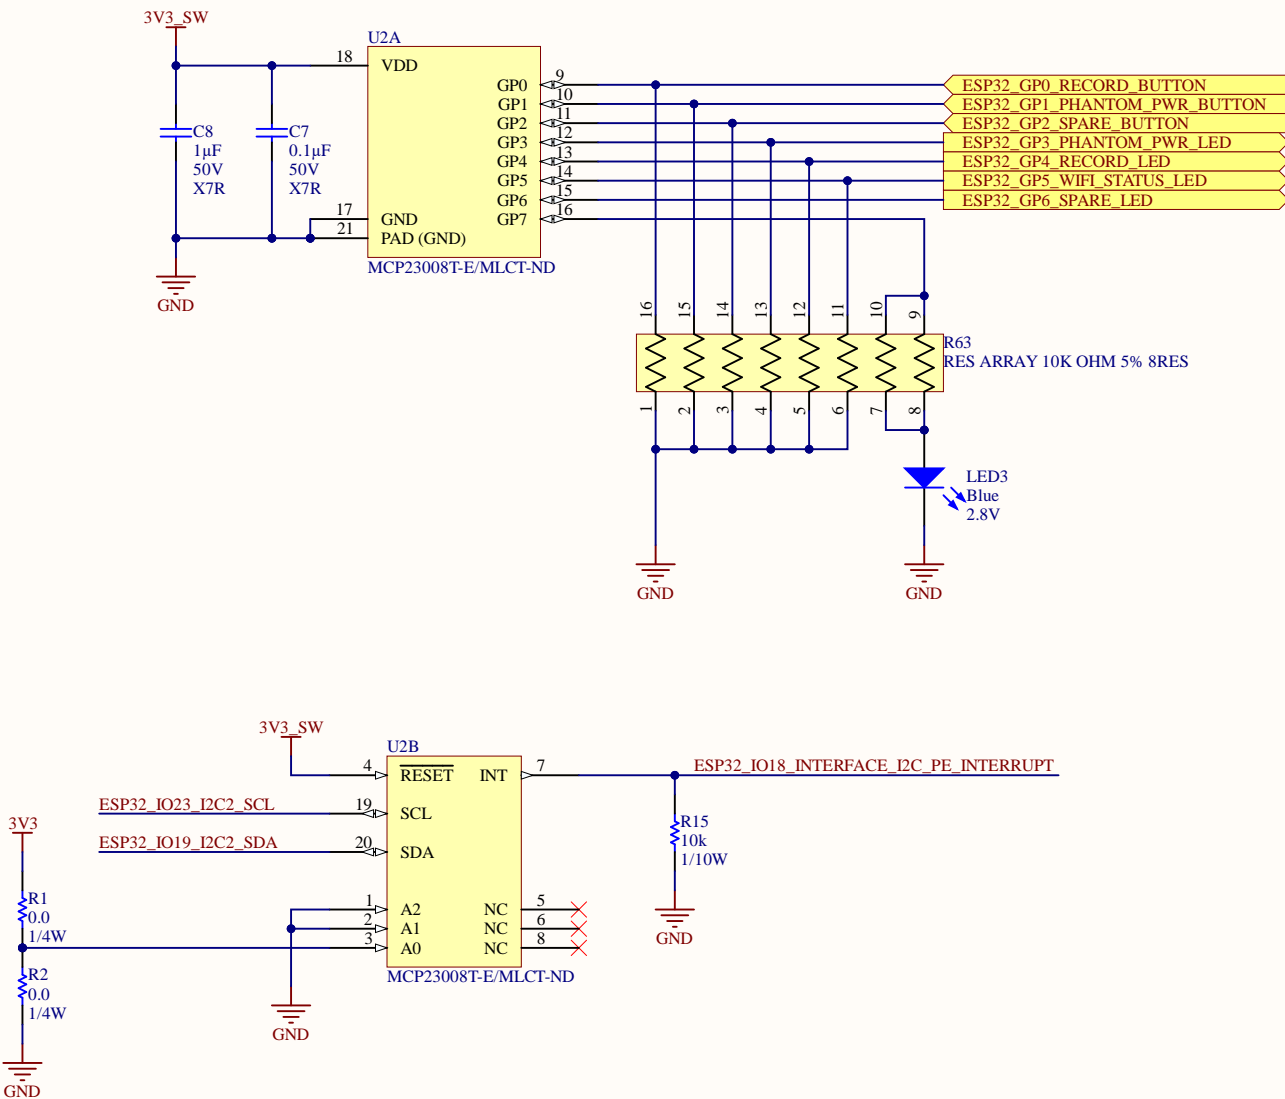 3V3_SW
U2A
18
VDD
GP0
9
GP1
10
GP2
11
GP3
12
GP4
13
GP5
14
GP6
15
GP7
16
ESP32_GP0_RECORD_BUTTON
ESP32_GP1_PHANTOM_PWR_BUTTON
ESP32_GP2_SPARE_BUTTON
ESP32_GP3_PHANTOM_PWR_LED
ESP32_GP4_RECORD_LED
ESP32_GP5_WIFI_STATUS_LED
ESP32_GP6_SPARE_LED
C8
1µF
50V
X7R
C7
0.1µF
50V
X7R
17
GND
21
PAD (GND)
MCP23008T-E/MLCT-ND
GND
16
15
14
13
12
11
10
9
R63
RES ARRAY 10K OHM 5% 8RES
1
2
3
4
5
6
7
8
LED3
Blue
2.8V
GND
GND
3V3_SW
U2B
4
RESET
INT
7
ESP32_IO18_INTERFACE_I2C_PE_INTERRUPT
ESP32_IO23_I2C2_SCL
19
SCL
ESP32_IO19_I2C2_SDA
20
SDA
R15
10k
1/10W
GND
3V3
R1
0.0
1/4W
1
A2
2
A1
3
A0
NC
5
NC
6
NC
8
MCP23008T-E/MLCT-ND
R2
0.0
1/4W
GND
GND